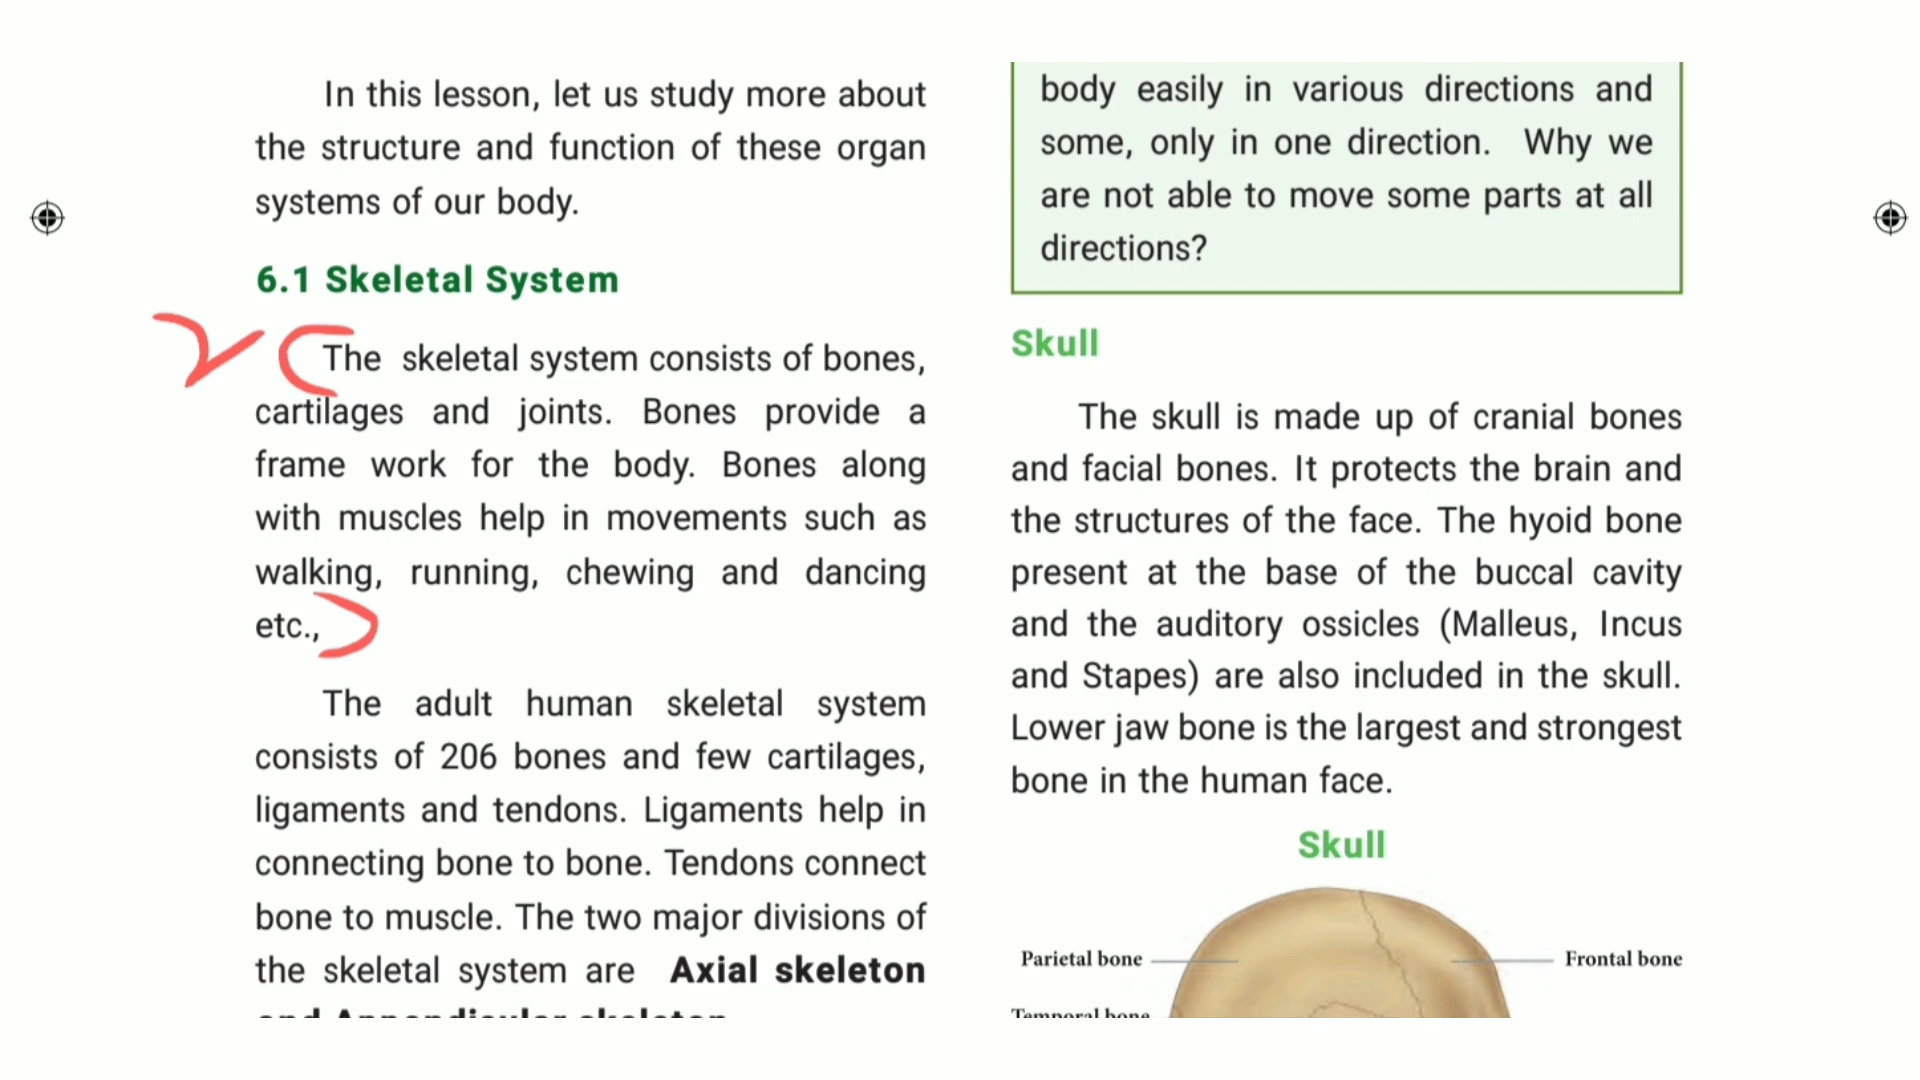 In this lesson, let us study more about
the structure and function of these organ
systems of our body.
6.1 Skeletal System
The skeletal system consists of bones,
cartilages and joints. Bones provide a
frame work for the body. Bones along
with muscles help in movements such as
walking, running, chewing and dancing
etc.,
The adult human skeletal system
consists of 206 bones and few cartilages,
ligaments and tendons. Ligaments help in
connecting bone to bone. Tendons connect
bone to muscle. The two major divisions of
the skeletal system are Axial skeleton
and Appendicular skeleton
body easily in various directions and
some, only in one direction. Why we
are not able to move some parts at all
directions?
Skull
The skull is made up of cranial bones
and facial bones. It protects the brain and
the structures of the face. The hyoid bone
present at the base of the buccal cavity
and the auditory ossicles (Malleus, Incus
and Stapes) are also included in the skull.
Lower jaw bone is the largest and strongest
bone in the human face.
Skull
Parietal bone
Frontal bone
Temporal bone